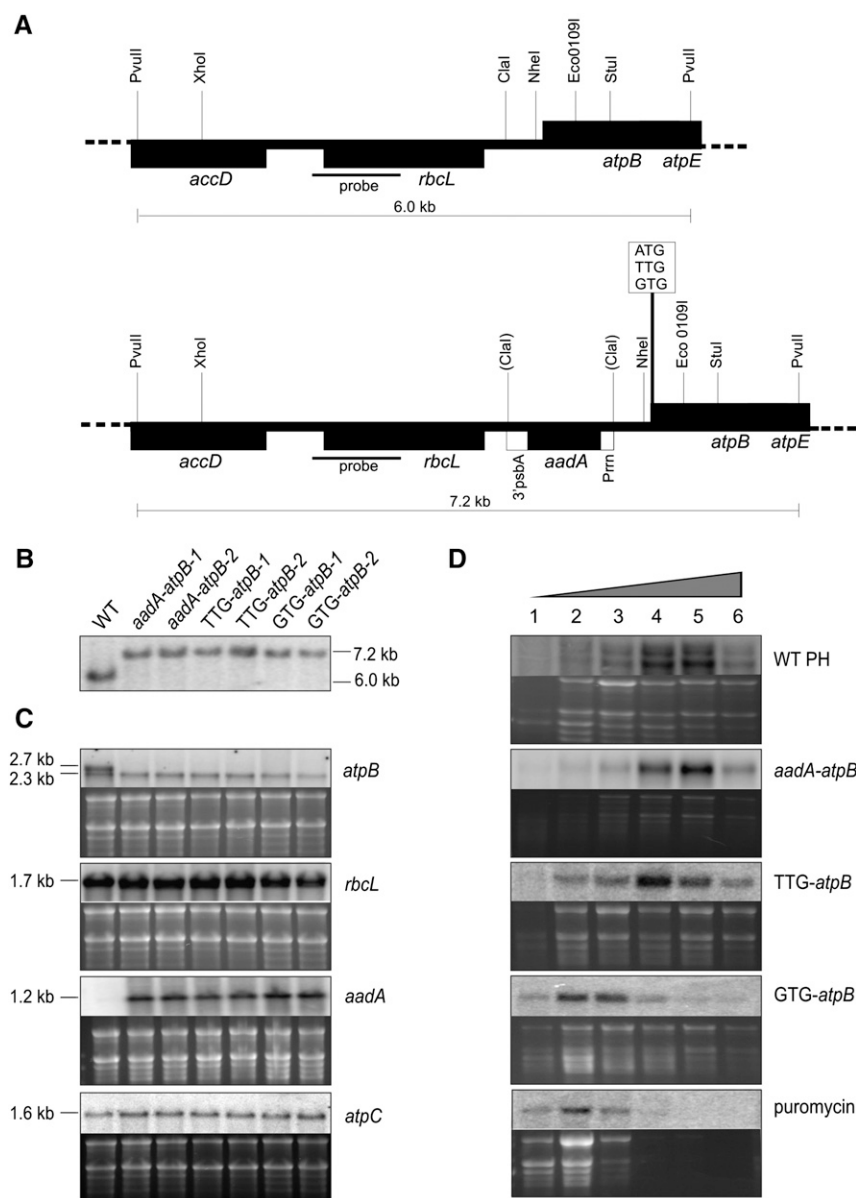 A
PvuII
XhoI
ClaI
NheI
Eco0109I
StuI
PvuII
accD
probe
rbcL
atpB
atpE
6.0 kb
ATG
TTG
GTG
PvuII
XhoI
(ClaI)
(ClaI)
NheI
Eco 0109I
StuI
PvuII
accD
probe
rbcL
3'psbA
aadA
Prrn
atpB
atpE
7.2 kb
B
WT
aadA-atpB-1
aadA-atpB-2
TTG-atpB-1
TTG-atpB-2
GTG-atpB-1
GTG-atpB-2
7.2 kb
6.0 kb
C
2.7 kb
2.3 kb
atpB
1.7 kb
rbcL
1.2 kb
aadA
1.6 kb
atpC
D
1 2 3 4 5 6
WT PH
aadA-atpB
TTG-atpB
GTG-atpB
puromycin